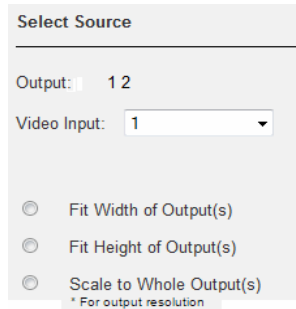 Select Source
Output: 1 2
Video Input: 1
Fit Width of Output(s)
Fit Height of Output(s)
Scale to Whole Output(s)
* For output resolution